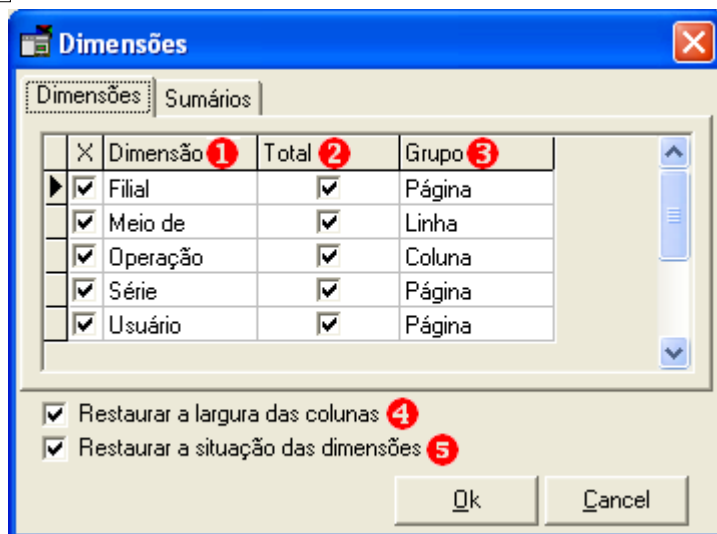 Dimensões
Dimensões Sumários
X Dimensão 1 Total 2 Grupo 3
Filial Página
Meio de Linha
Operação Coluna
Série Página
Usuário Página
Restaurar a largura das colunas 4
Restaurar a situação das dimensões 5
Ok Cancel